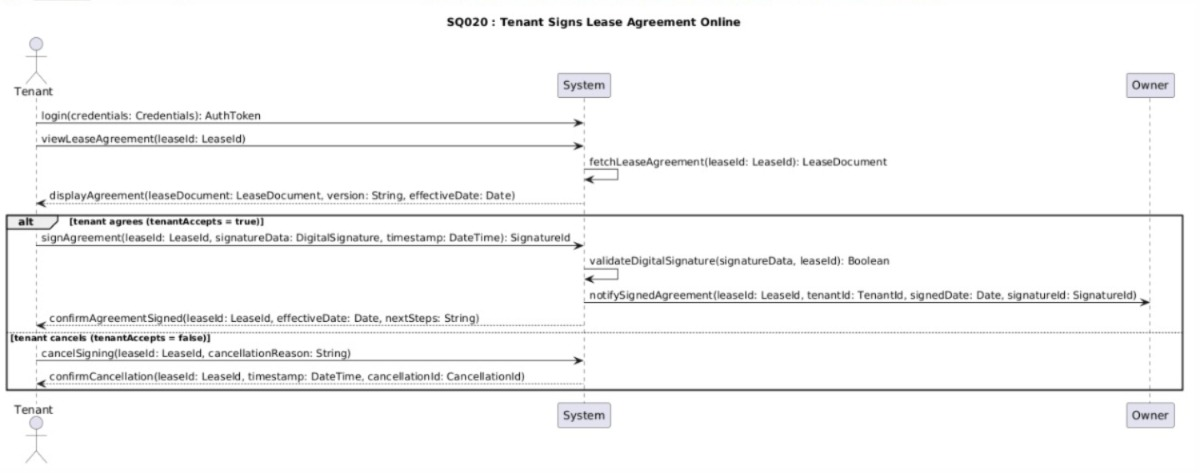 SQ020 : Tenant Signs Lease Agreement Online
Tenant
System
Owner
login(credentials: Credentials): AuthToken
viewLeaseAgreement(leaseId: LeaseId)
fetchLeaseAgreement(leaseId: LeaseId): LeaseDocument
displayAgreement(leaseDocument: LeaseDocument, version: String, effectiveDate: Date)
alt [tenant agrees (tenantAccepts = true)]
signAgreement(leaseId: LeaseId, signatureData: DigitalSignature, timestamp: DateTime): SignatureId
validateDigitalSignature(signatureData, leaseId): Boolean
notifySignedAgreement(leaseId: LeaseId, tenantId: TenantId, signedDate: Date, signatureId: SignatureId)
confirmAgreementSigned(leaseId: LeaseId, effectiveDate: Date, nextSteps: String)
[tenant cancels (tenantAccepts = false)]
cancelSigning(leaseId: LeaseId, cancellationReason: String)
confirmCancellation(leaseId: LeaseId, timestamp: DateTime, cancellationId: CancellationId)
Tenant
System
Owner